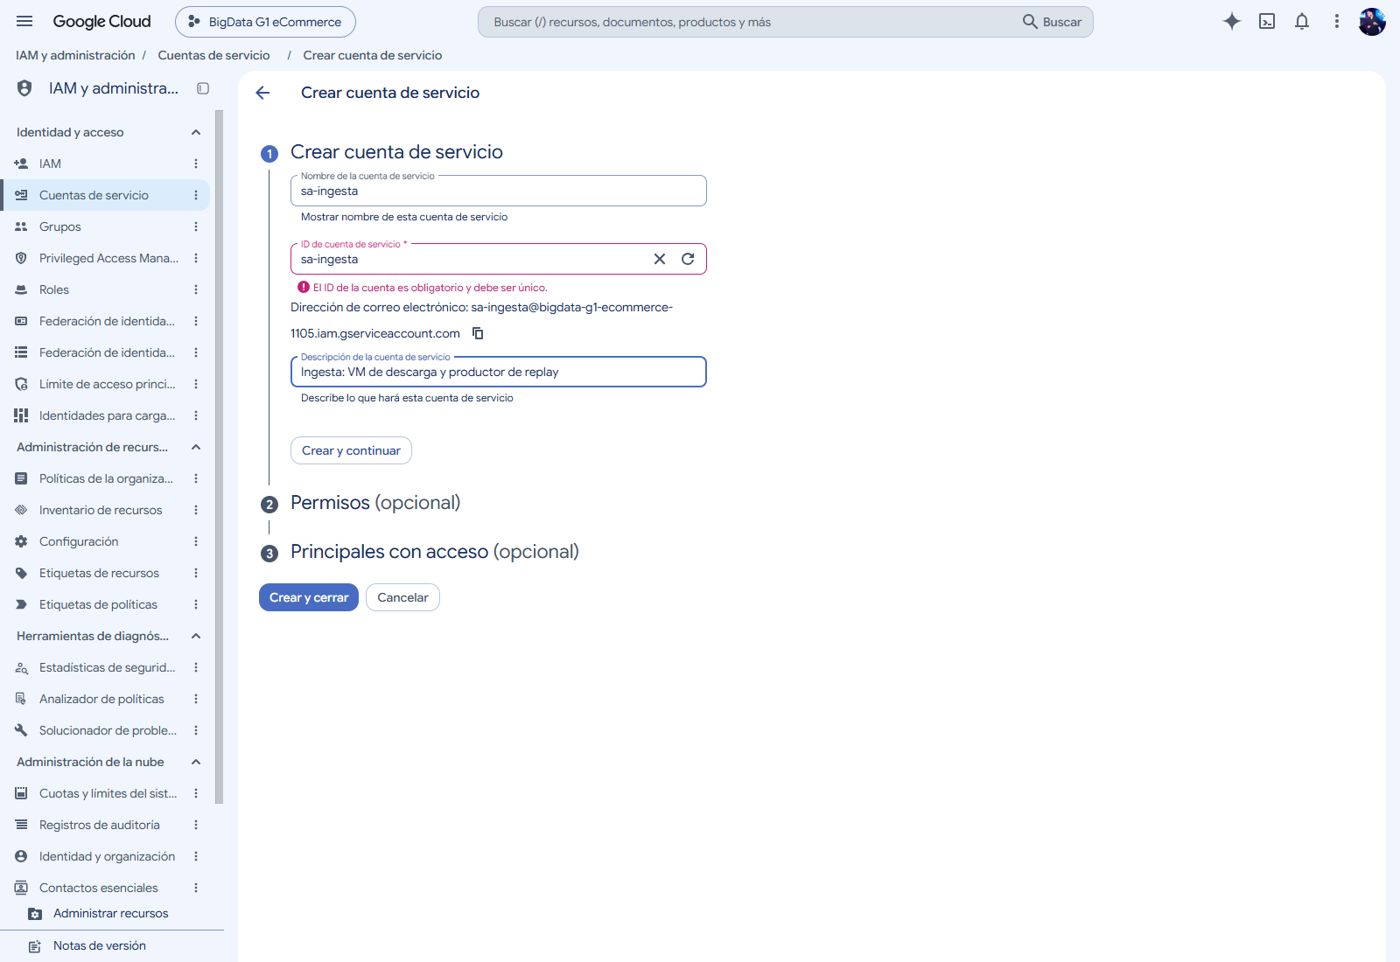 Google Cloud
BigData G1 eCommerce
Buscar (/) recursos, documentos, productos y más
Buscar
IAM y administración / Cuentas de servicio / Crear cuenta de servicio
IAM y administra...
Crear cuenta de servicio
Identidad y acceso
IAM
Cuentas de servicio
Grupos
Privileged Access Mana...
Roles
Federación de identida...
Federación de identida...
Límite de acceso princi...
Identidades para carga...
Administración de recurs...
Políticas de la organiza...
Inventario de recursos
Configuración
Etiquetas de recursos
Etiquetas de políticas
Herramientas de diagnós...
Estadísticas de segurid...
Analizador de políticas
Solucionador de proble...
Administración de la nube
Cuotas y límites del sist...
Registros de auditoría
Identidad y organización
Contactos esenciales
Administrar recursos
Notas de versión
1 Crear cuenta de servicio
Nombre de la cuenta de servicio
sa-ingesta
Mostrar nombre de esta cuenta de servicio
ID de cuenta de servicio *
sa-ingesta
El ID de la cuenta es obligatorio y debe ser único.
Dirección de correo electrónico: sa-ingesta@bigdata-g1-ecommerce-
1105.iam.gserviceaccount.com
Descripción de la cuenta de servicio
Ingesta: VM de descarga y productor de replay
Describe lo que hará esta cuenta de servicio
Crear y continuar
2 Permisos (opcional)
3 Principales con acceso (opcional)
Crear y cerrar
Cancelar